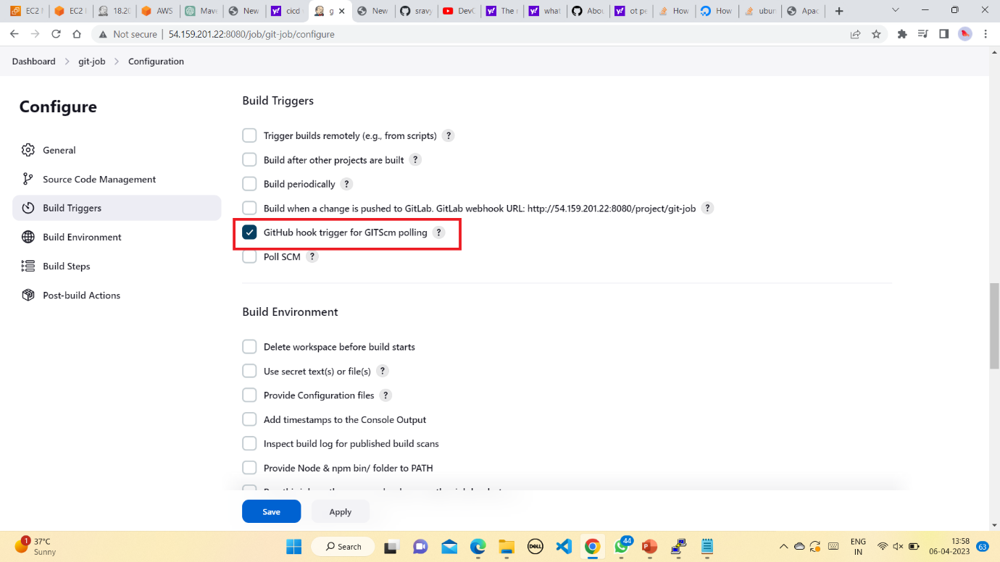 EC2 I
EC2 I
18.20
AWS
Mave
New
cicd
g
New
sravy
DevO
The r
what
Abou
ot pe
How
How
ubun
Apac
Not secure
54.159.201.22:8080/job/git-job/configure
Dashboard > git-job > Configuration
Configure
General
Source Code Management
Build Triggers
Build Environment
Build Steps
Post-build Actions
Build Triggers
Trigger builds remotely (e.g., from scripts) ?
Build after other projects are built ?
Build periodically ?
Build when a change is pushed to GitLab. GitLab webhook URL: http://54.159.201.22:8080/project/git-job ?
GitHub hook trigger for GITScm polling ?
Poll SCM ?
Build Environment
Delete workspace before build starts
Use secret text(s) or file(s) ?
Provide Configuration files ?
Add timestamps to the Console Output
Inspect build log for published build scans
Provide Node & npm bin/ folder to PATH
Save
Apply
1
37°C
Sunny
Search
DELL
44
ENG
IN
13:58
06-04-2023
63